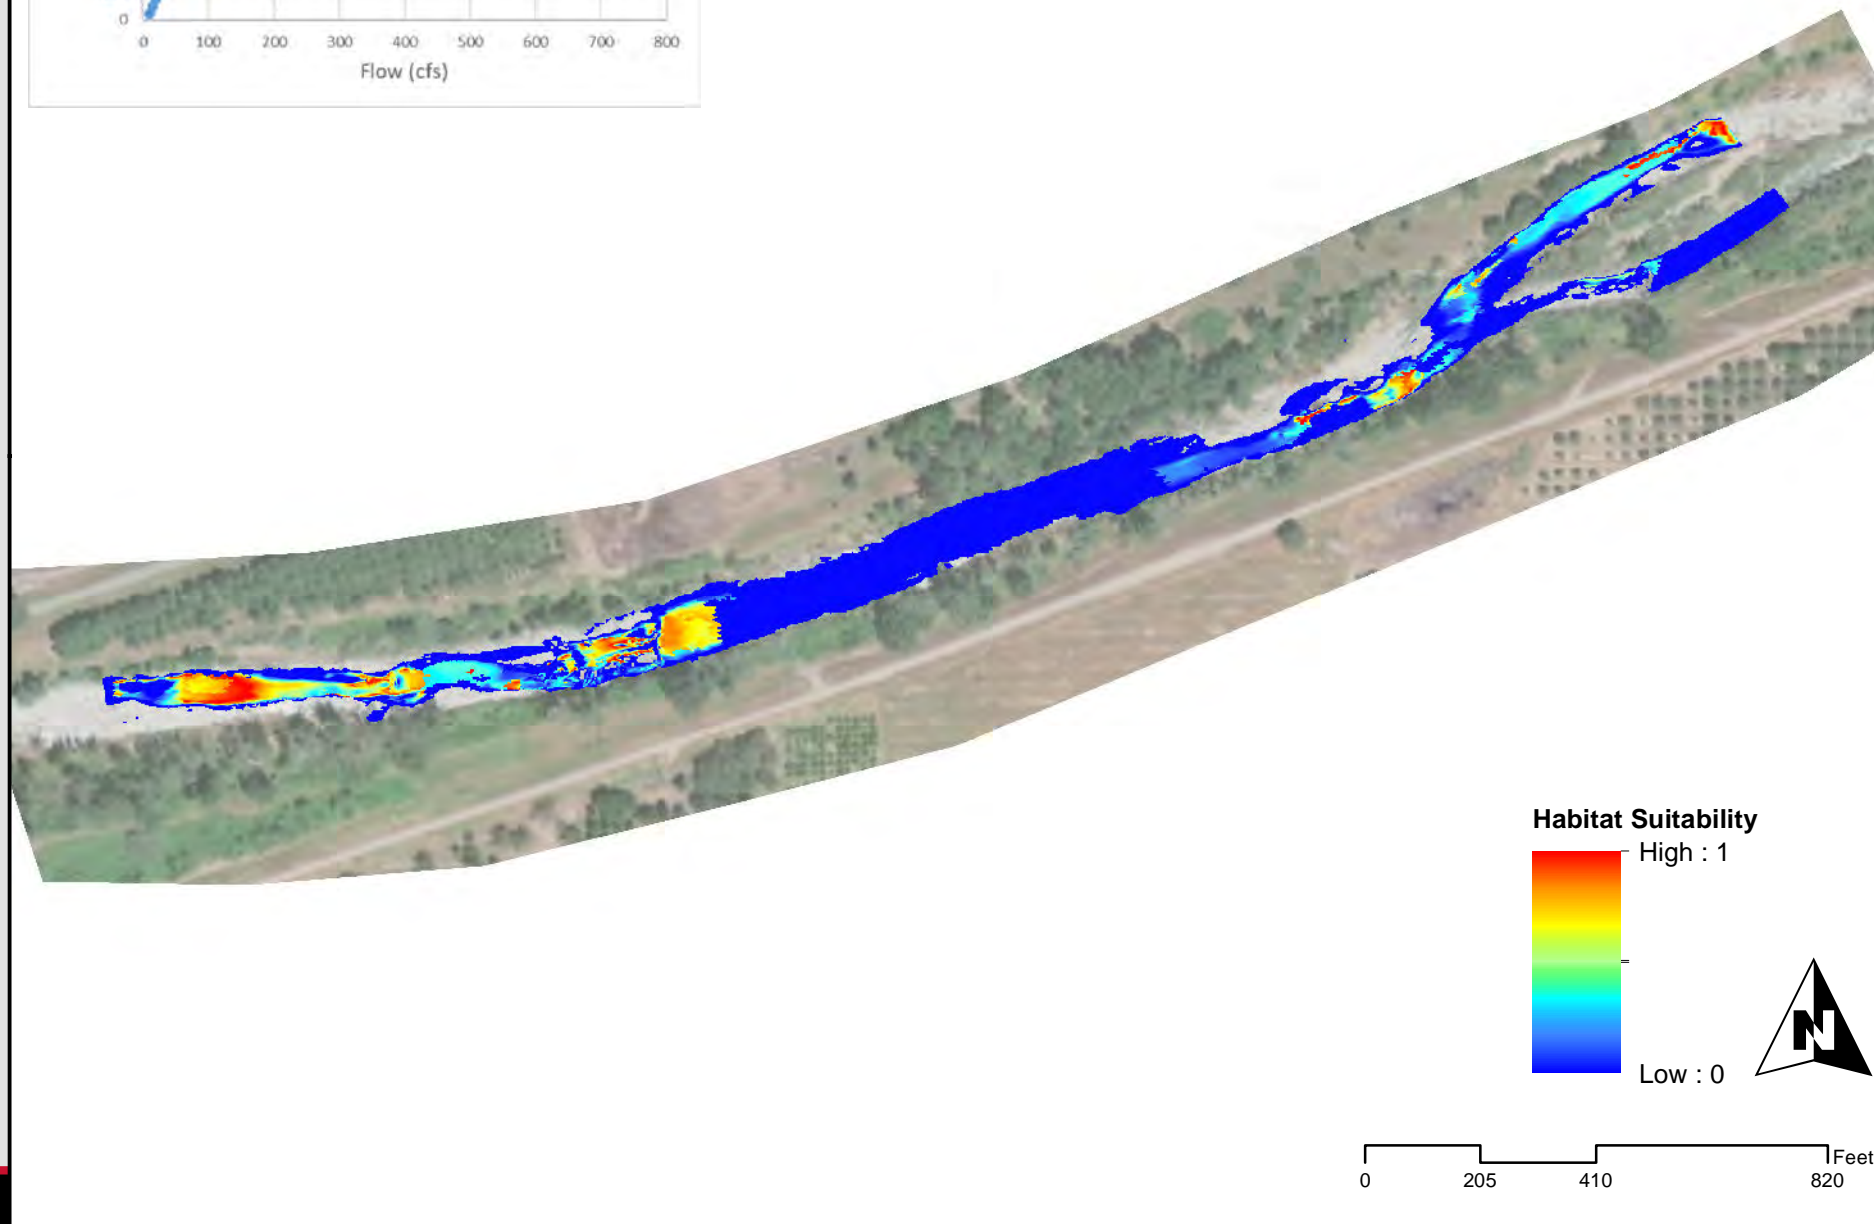 0
0 100 200 300 400 500 600 700 800
Flow (cfs)
Habitat Suitability
High : 1
Low : 0
N
Feet
0 205 410 820